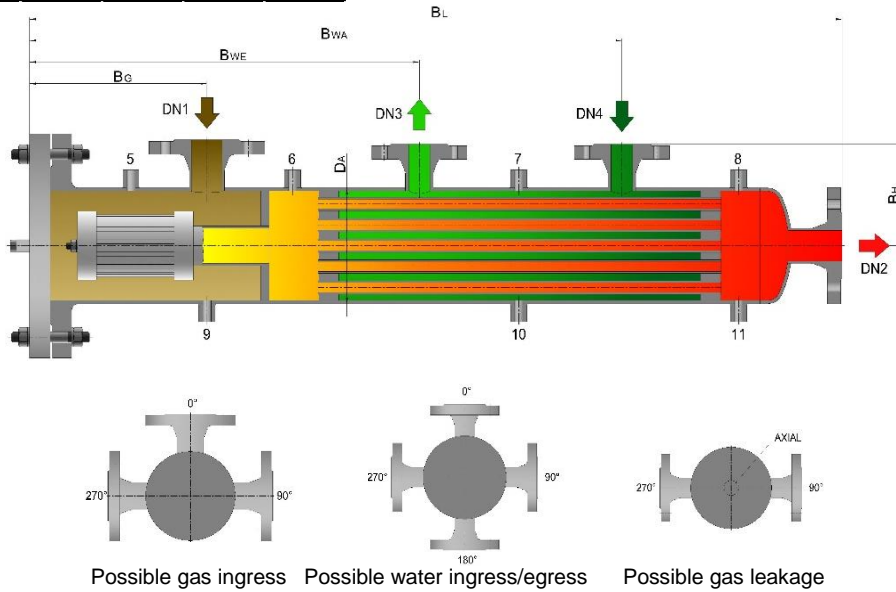 BL
BWA
BWE
BG
DN1
DN3
DN4
5
6
DA
7
8
BH
DN2
9
10
11
0°
270°
90°
0°
270°
90°
180°
AXIAL
270°
90°
Possible gas ingress
Possible water ingress/egress
Possible gas leakage